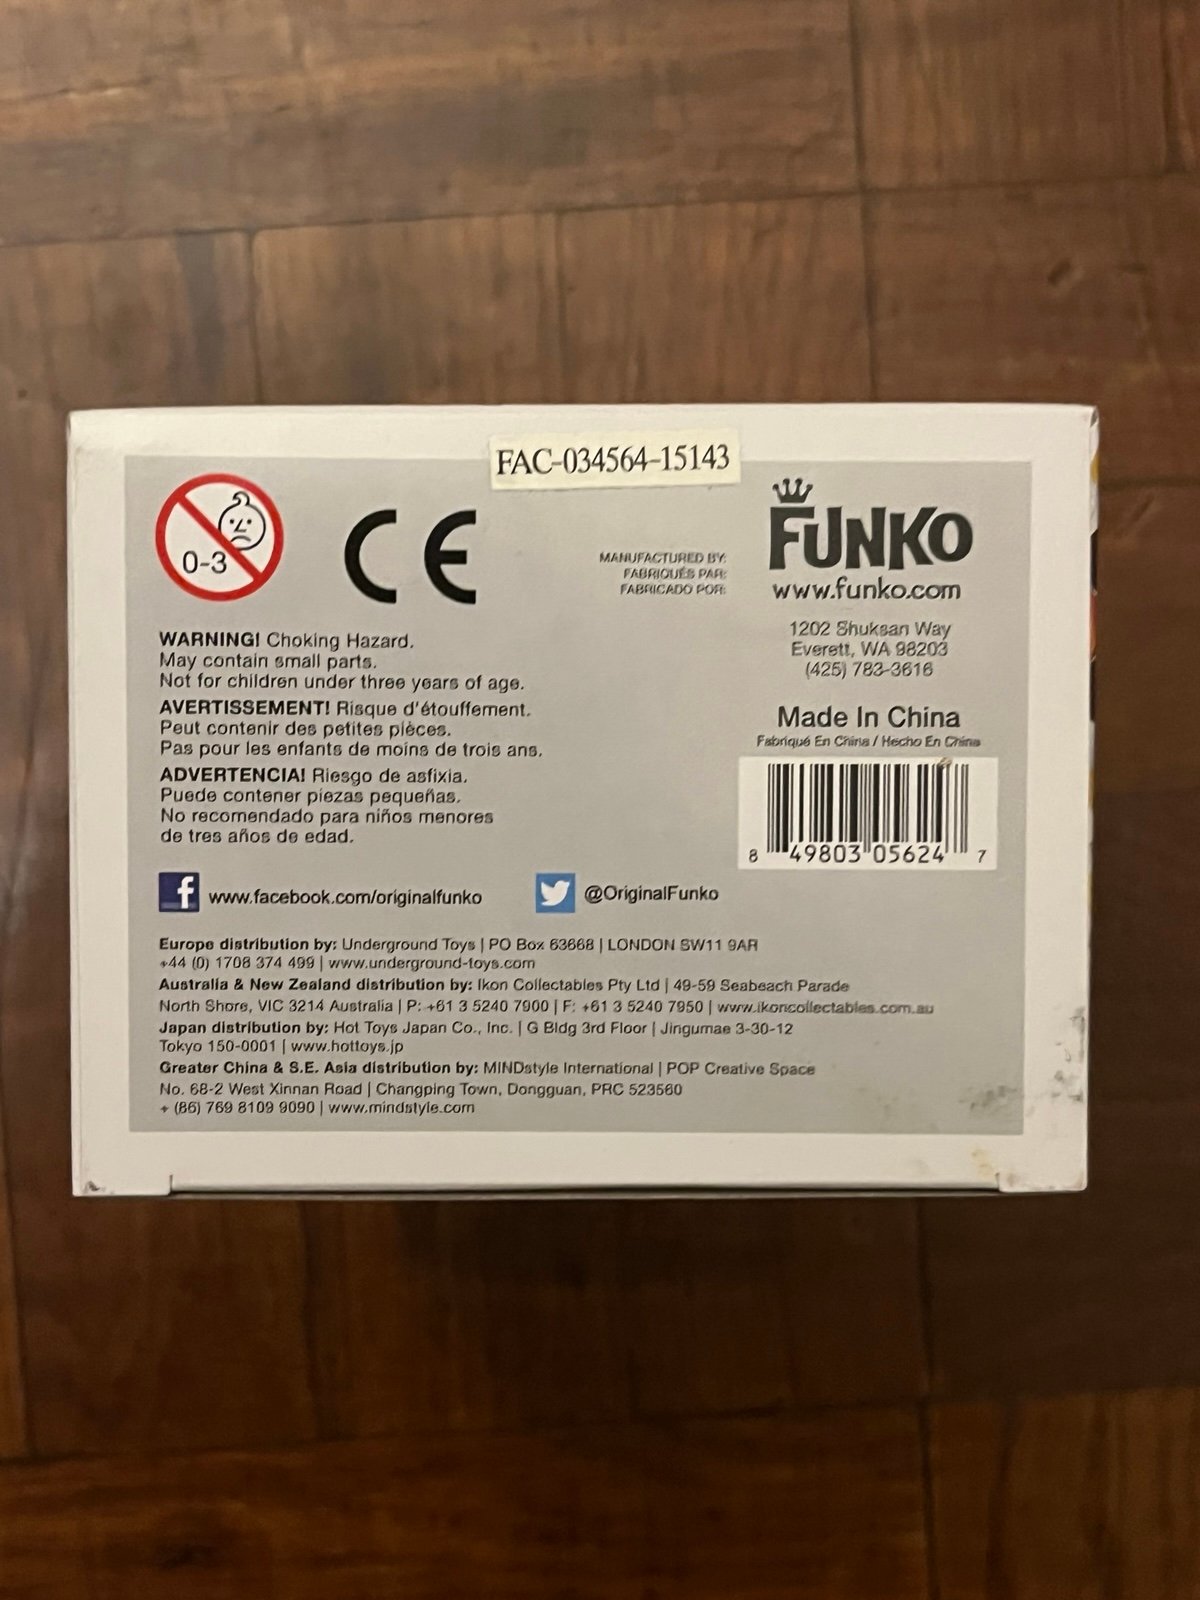 FAC-034564-15143
0-3
CE
MANUFACTURED BY:
FABRIQUÉS PAR:
FABRICADO POR:
FUNKO
www.funko.com
1202 Shuksan Way
Everett, WA 98203
(425) 783-3616
WARNING! Choking Hazard.
May contain small parts.
Not for children under three years of age.
AVERTISSEMENT! Risque d'étouffement.
Peut contenir des petites pièces.
Pas pour les enfants de moins de trois ans.
ADVERTENCIA! Riesgo de asfixia.
Puede contener piezas pequeñas.
No recomendado para niños menores
de tres años de edad.
Made In China
Fabriqué En China / Hecho En China
8 49803 05624 7
f www.facebook.com/originalfunko
@OriginalFunko
Europe distribution by: Underground Toys | PO Box 63668 | LONDON SW11 9AR
+44 (0) 1708 374 499 | www.underground-toys.com
Australia & New Zealand distribution by: Ikon Collectables Pty Ltd | 49-59 Seabeach Parade
North Shore, VIC 3214 Australia | P: +61 3 5240 7900 | F: +61 3 5240 7950 | www.ikoncollectables.com.au
Japan distribution by: Hot Toys Japan Co., Inc. | G Bldg 3rd Floor | Jingumae 3-30-12
Tokyo 150-0001 | www.hottoys.jp
Greater China & S.E. Asia distribution by: MINDstyle International | POP Creative Space
No. 68-2 West Xinnan Road | Changping Town, Dongguan, PRC 523560
+ (86) 769 8109 9090 | www.mindstyle.com